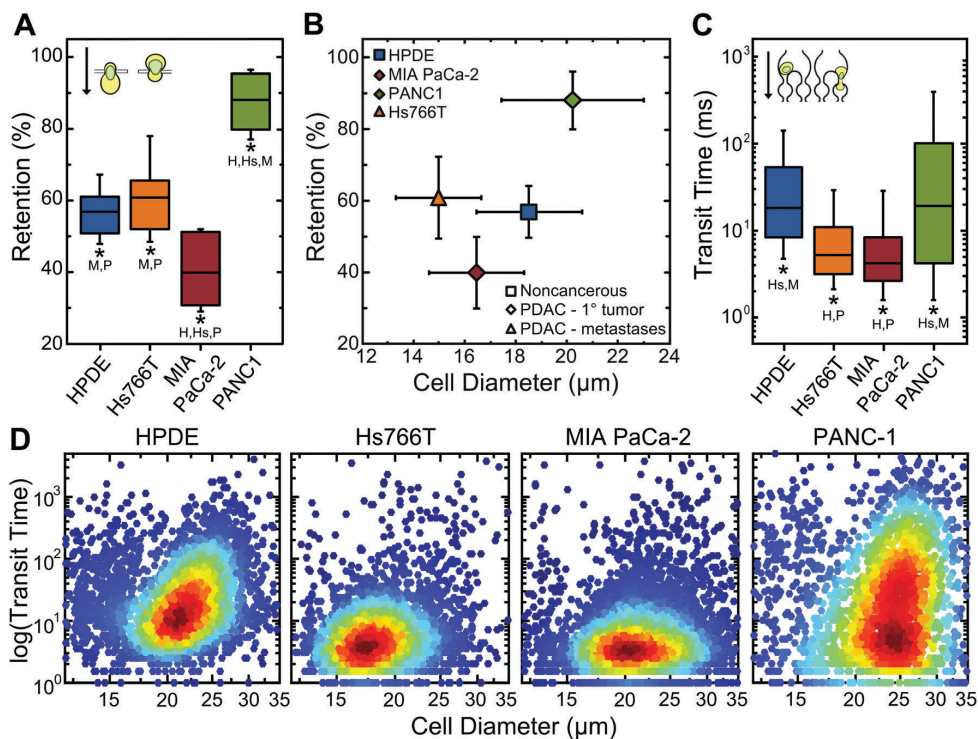 A
Retention (%)
100
80
60
40
20
*
M,P
*
M,P
*
H,Hs,P
*
H,Hs,M
HPDE
Hs766T
MIA
PaCa-2
PANC1
B
Retention (%)
100
80
60
40
20
HPDE
MIA PaCa-2
PANC1
Hs766T
Noncancerous
PDAC - 1° tumor
PDAC - metastases
12 14 16 18 20 22 24
Cell Diameter (µm)
C
Transit Time (ms)
10³
10²
10¹
10⁰
*
Hs,M
*
H,P
*
H,P
*
Hs,M
HPDE
Hs766T
MIA
PaCa-2
PANC1
D
HPDE
Hs766T
MIA PaCa-2
PANC-1
log(Transit Time)
10³
10²
10¹
10⁰
15 20 25 30 35
15 20 25 30 35
15 20 25 30 35
15 20 25 30 35
Cell Diameter (µm)